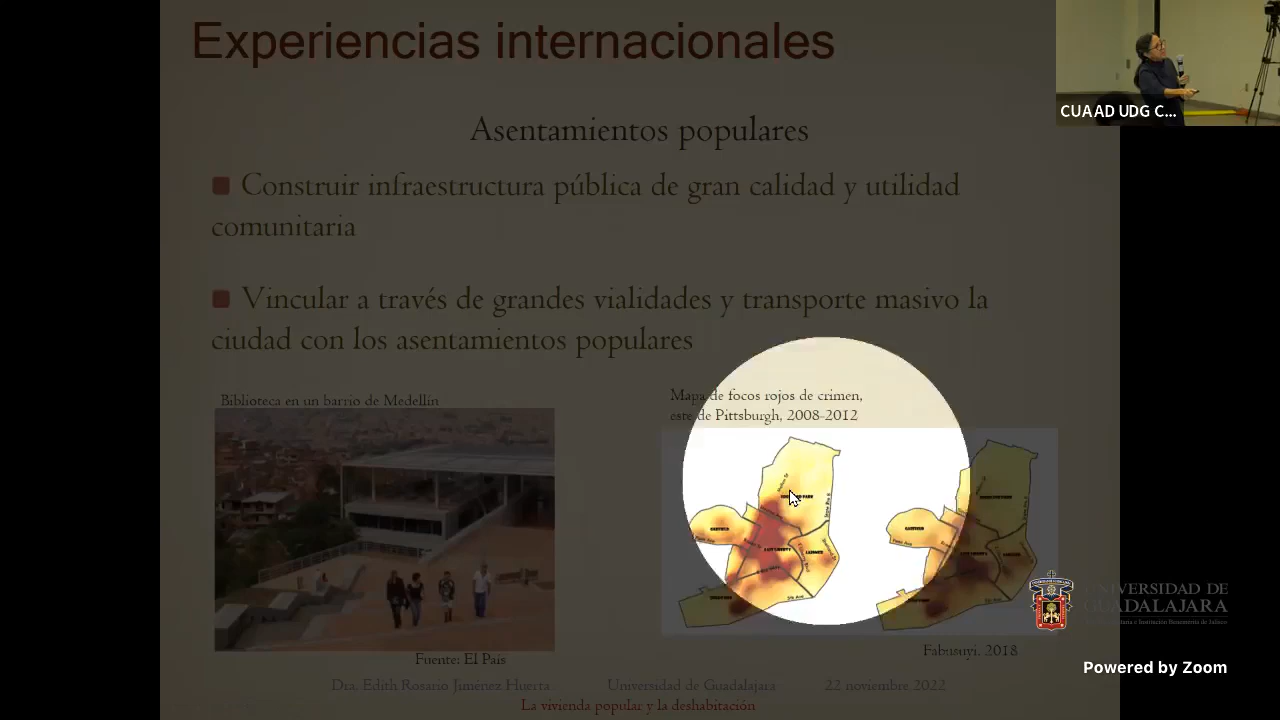 Experiencias internacionales
CUAAD UDG C...
Asentamientos populares
Construir infraestructura pública de gran calidad y utilidad
comunitaria
Vincular a través de grandes vialidades y transporte masivo la
ciudad con los asentamientos populares
Biblioteca en un barrio de Medellín
Mapa de focos rojos de crimen,
este de Pittsburgh, 2008-2012
Fuente: El País
Fabusuyi, 2018
UNIVERSIDAD DE
GUADALAJARA
Powered by Zoom
Dra. Edith Rosario Jiménez Huerta Universidad de Guadalajara 22 noviembre 2022
La vivienda popular y la deshabitación